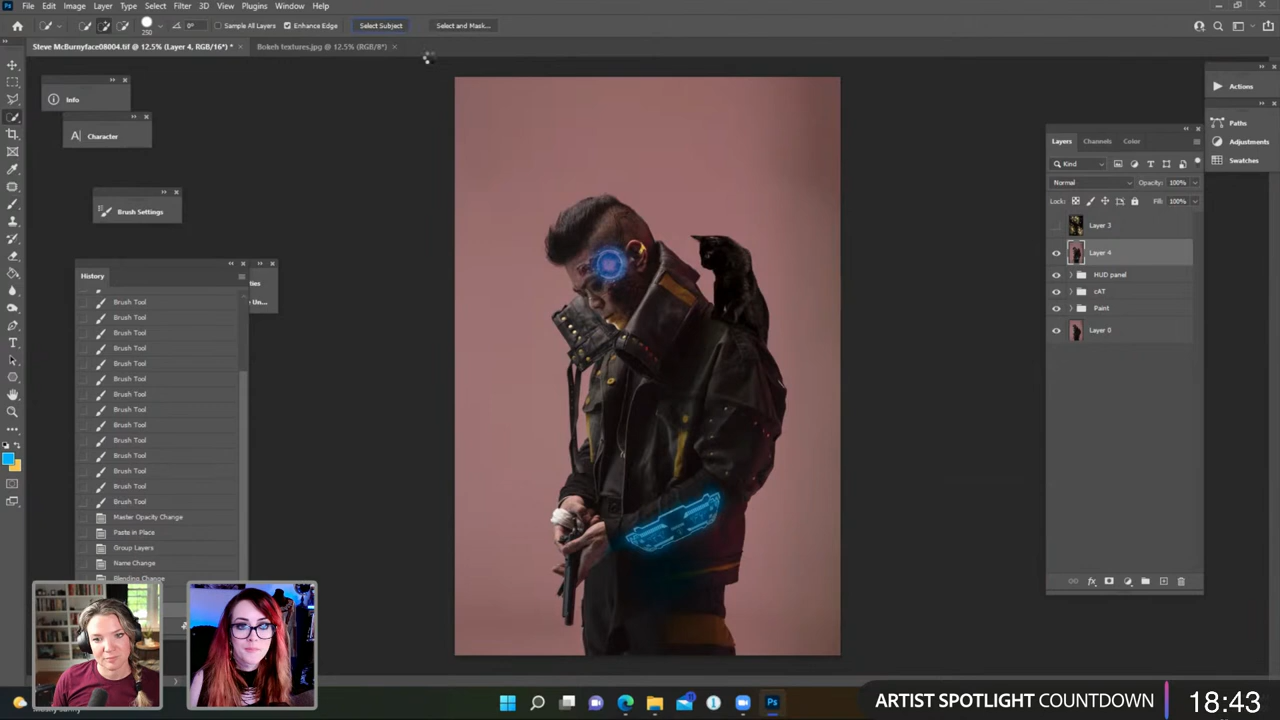 File Edit Image Layer Type Select Filter 3D View Plugins Window Help
250 0° Sample All Layers Enhance Edge Select Subject Select and Mask...
Steve McBurnyface08004.tif @ 12.5% (Layer 4, RGB/16*) * Bokeh textures.jpg @ 12.5% (RGB/8*)
Info
Character
Brush Settings
History
Brush Tool
Brush Tool
Brush Tool
Brush Tool
Brush Tool
Brush Tool
Brush Tool
Brush Tool
Brush Tool
Brush Tool
Brush Tool
Brush Tool
Brush Tool
Brush Tool
Master Opacity Change
Paste in Place
Group Layers
Name Change
Blending Change
Actions
Paths
Adjustments
Swatches
Layers Channels Color
Kind
Normal Opacity: 100%
Lock: Fill: 100%
Layer 3
Layer 4
HUD panel
cAT
Paint
Layer 0
ARTIST SPOTLIGHT COUNTDOWN 18:43